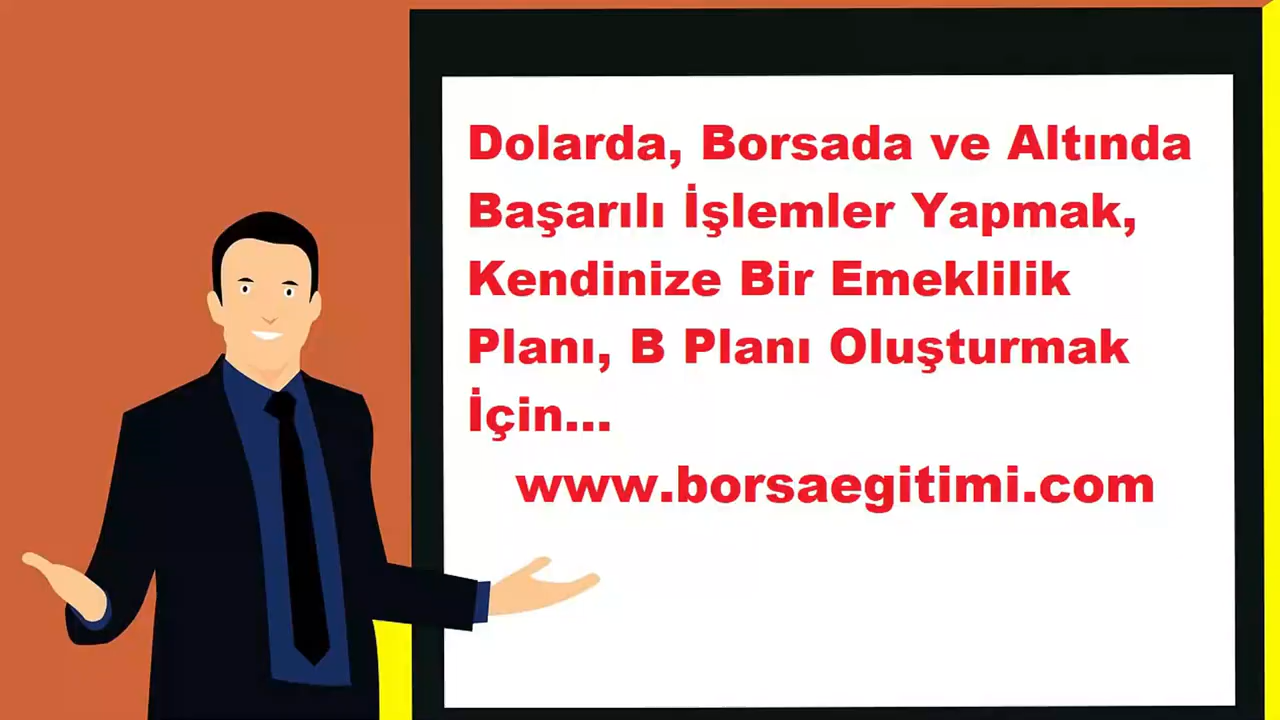 Dolarda, Borsada ve Altında
Başarılı İşlemler Yapmak,
Kendinize Bir Emeklilik
Planı, B Planı Oluşturmak
İçin...
www.borsaegitimi.com